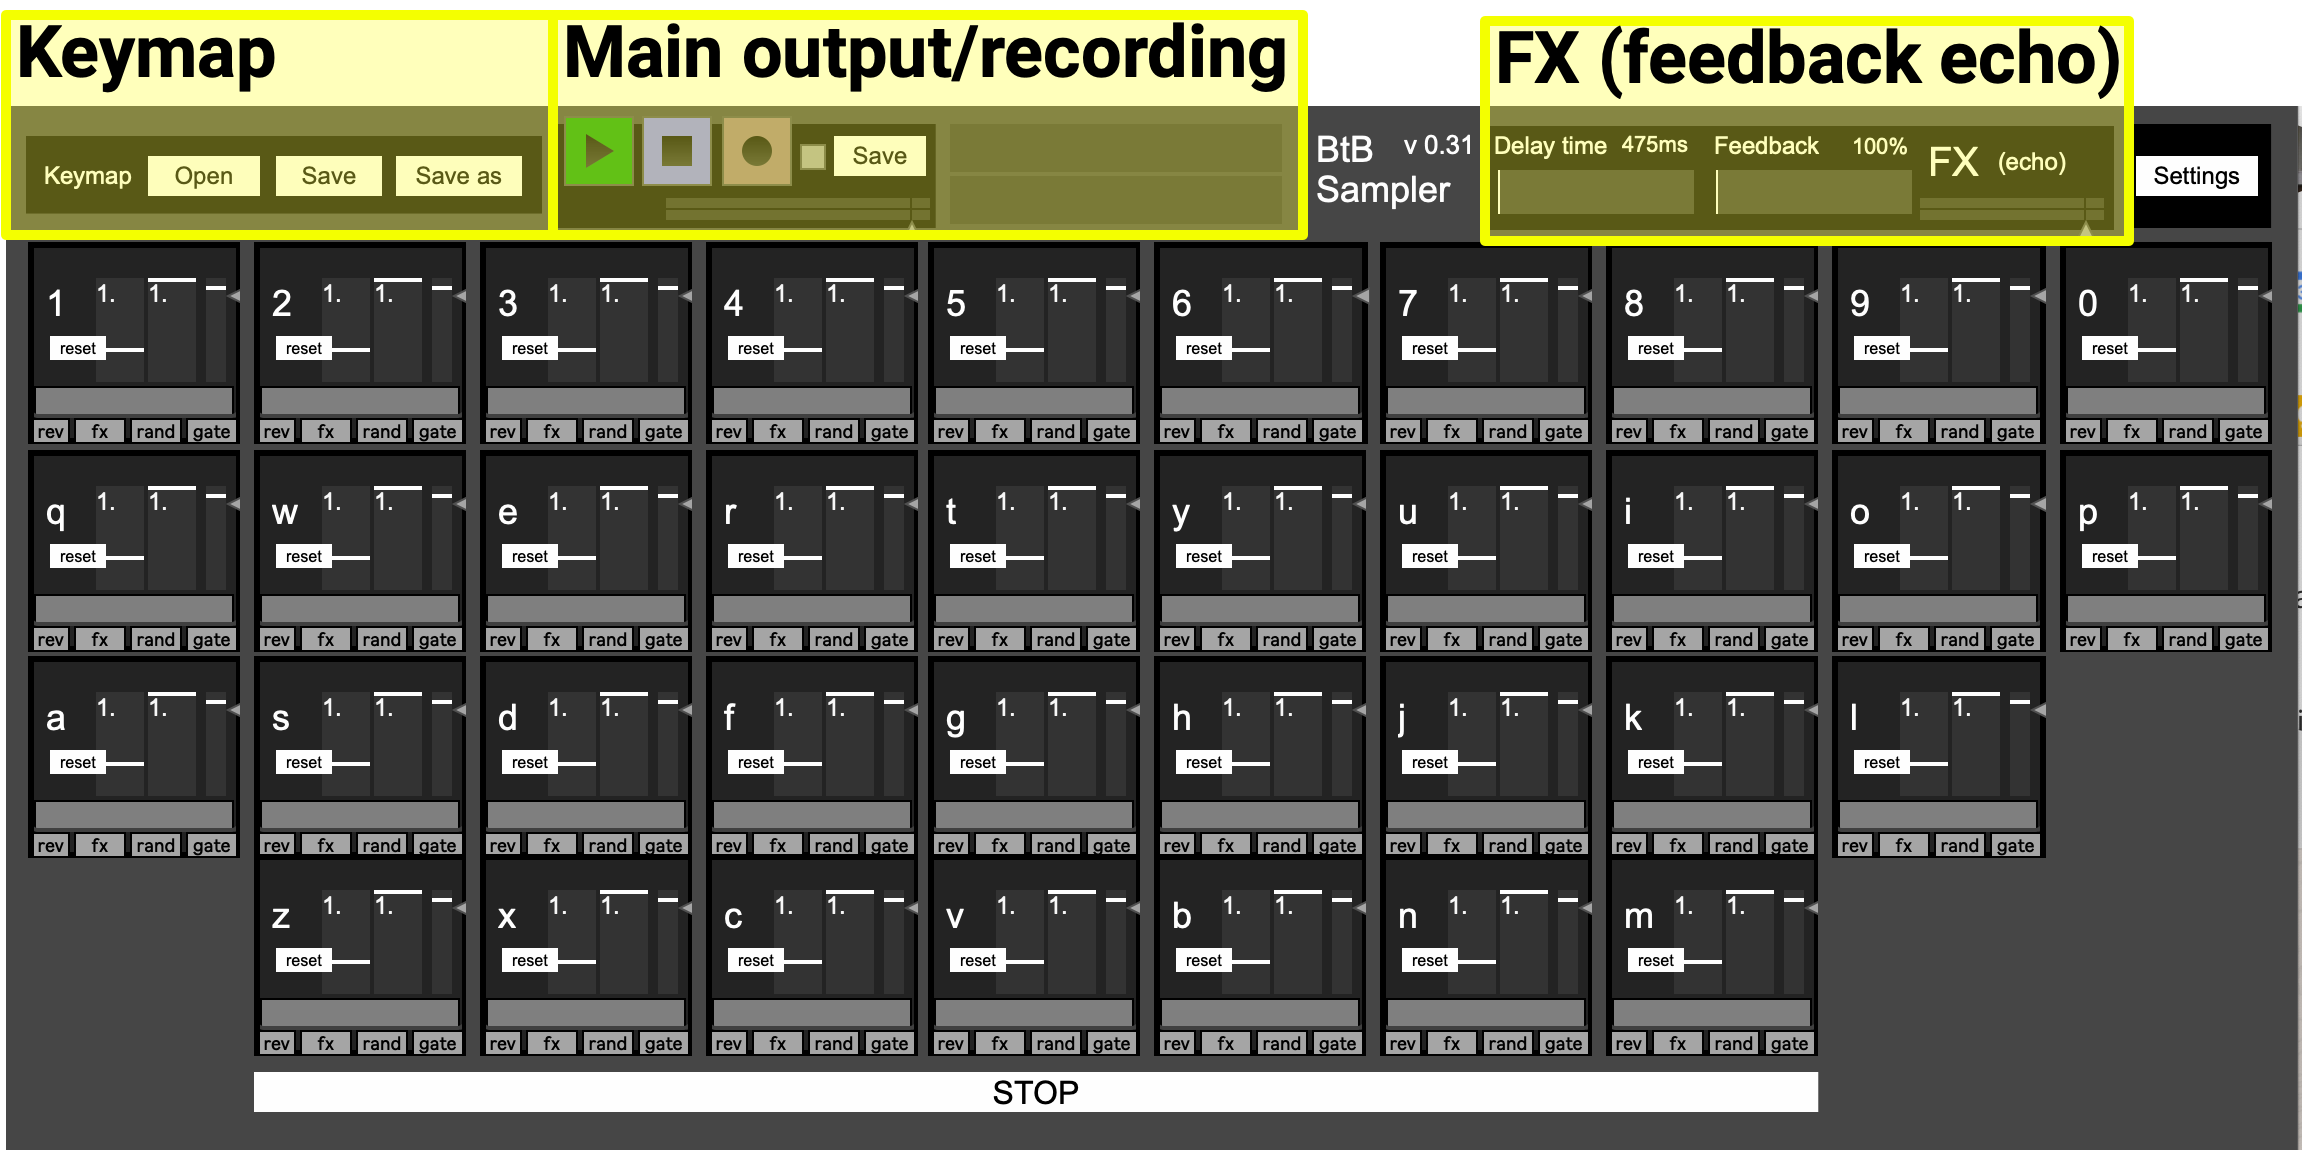 Keymap
Main output/recording
FX (feedback echo)
Keymap Open Save Save as
Save
BtB v 0.31
Sampler
Delay time 475ms Feedback 100%
FX (echo)
Settings
1 1. 1. 2 1. 1. 3 1. 1. 4 1. 1. 5 1. 1. 6 1. 1. 7 1. 1. 8 1. 1. 9 1. 1. 0 1. 1.
reset reset reset reset reset reset reset reset reset reset
rev fx rand gate rev fx rand gate rev fx rand gate rev fx rand gate rev fx rand gate rev fx rand gate rev fx rand gate rev fx rand gate rev fx rand gate rev fx rand gate
q 1. 1. w 1. 1. e 1. 1. r 1. 1. t 1. 1. y 1. 1. u 1. 1. i 1. 1. o 1. 1. p 1. 1.
reset reset reset reset reset reset reset reset reset reset
rev fx rand gate rev fx rand gate rev fx rand gate rev fx rand gate rev fx rand gate rev fx rand gate rev fx rand gate rev fx rand gate rev fx rand gate rev fx rand gate
a 1. 1. s 1. 1. d 1. 1. f 1. 1. g 1. 1. h 1. 1. j 1. 1. k 1. 1. l 1. 1.
reset reset reset reset reset reset reset reset reset
rev fx rand gate rev fx rand gate rev fx rand gate rev fx rand gate rev fx rand gate rev fx rand gate rev fx rand gate rev fx rand gate rev fx rand gate
z 1. 1. x 1. 1. c 1. 1. v 1. 1. b 1. 1. n 1. 1. m 1. 1.
reset reset reset reset reset reset reset
rev fx rand gate rev fx rand gate rev fx rand gate rev fx rand gate rev fx rand gate rev fx rand gate rev fx rand gate
STOP